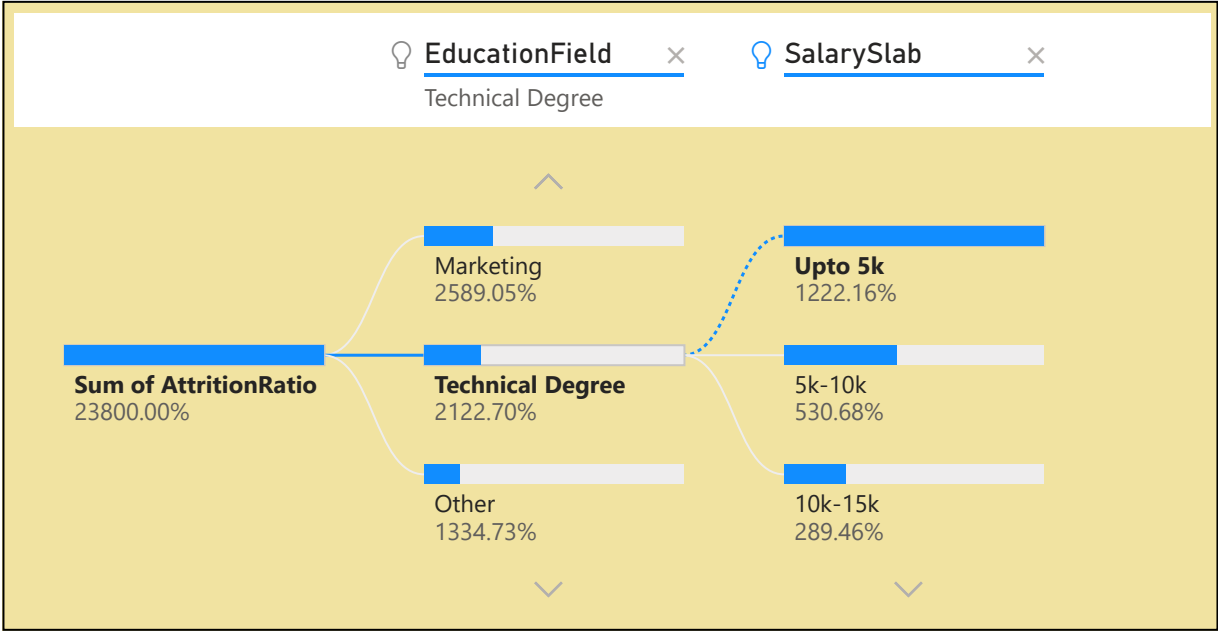 EducationField
SalarySlab
Technical Degree
Marketing
2589.05%
Upto 5k
1222.16%
Sum of AttritionRatio
23800.00%
Technical Degree
2122.70%
5k-10k
530.68%
Other
1334.73%
10k-15k
289.46%